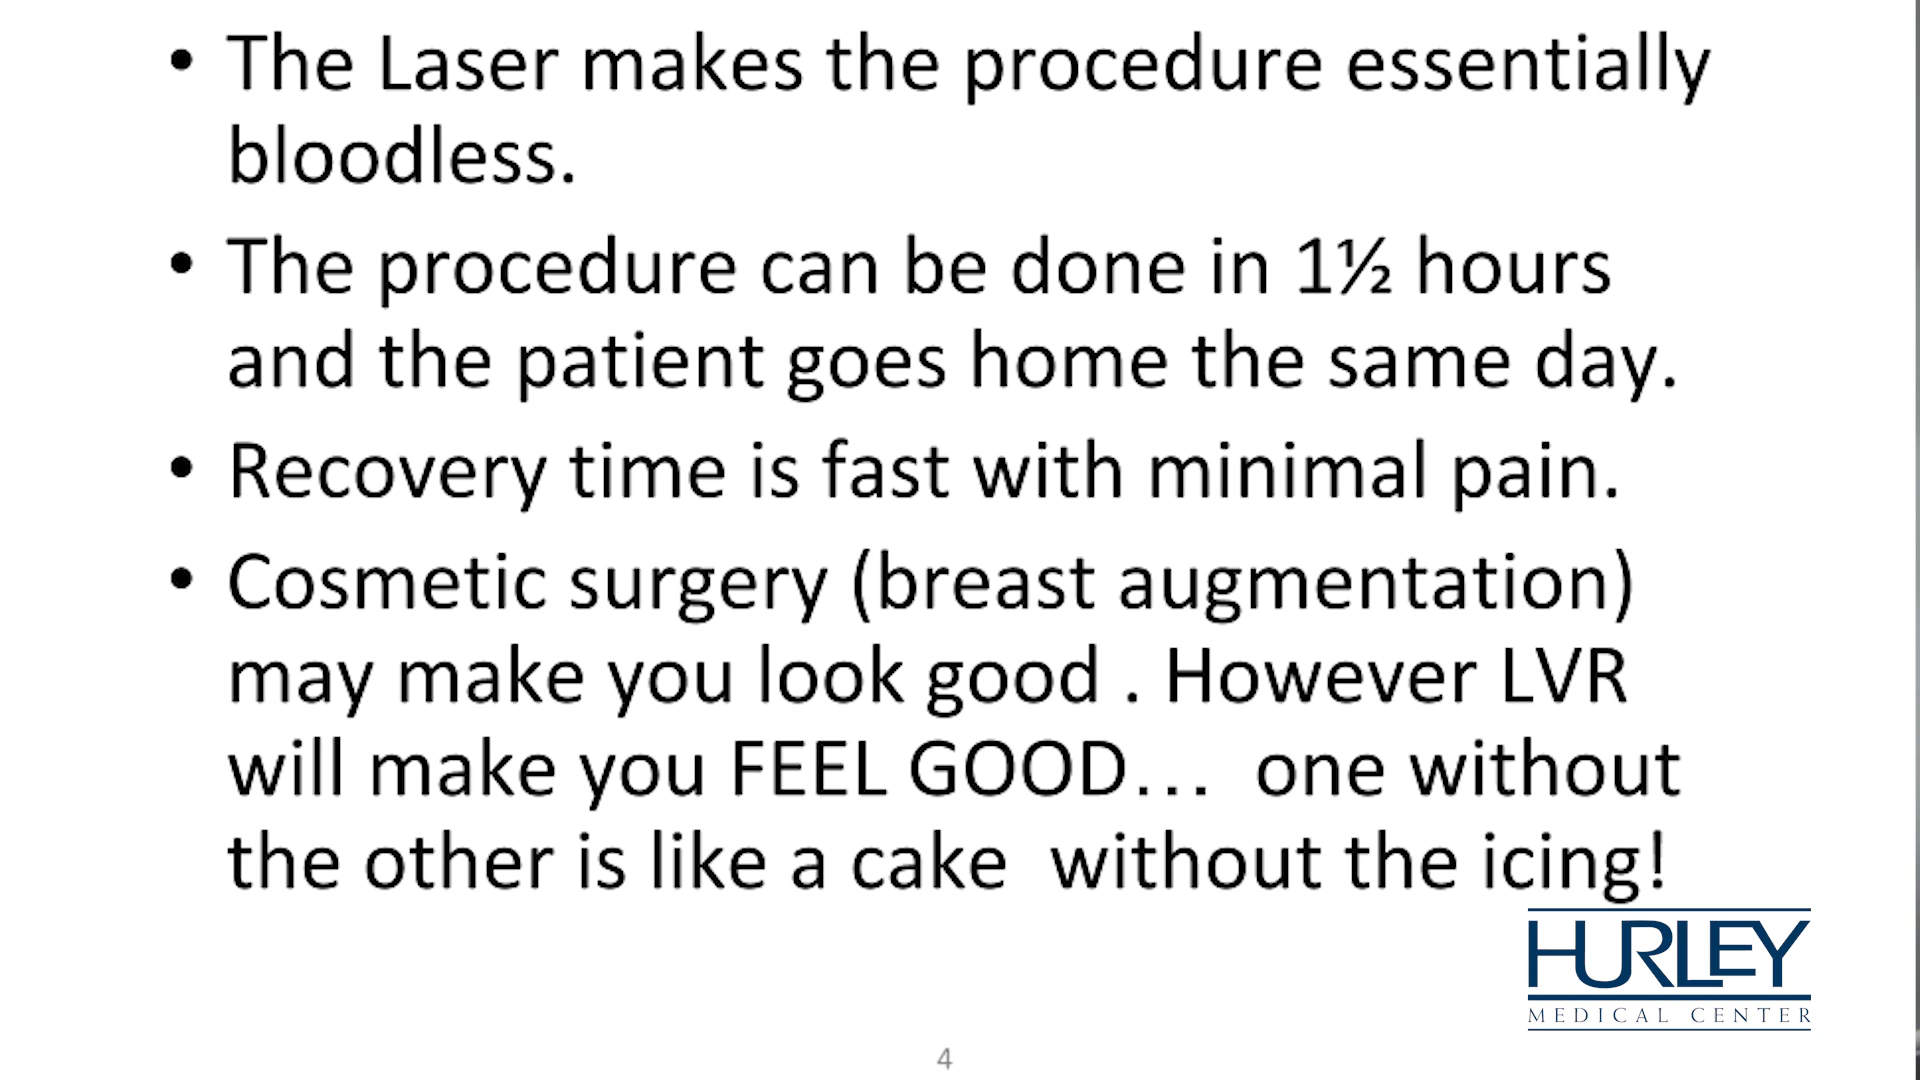 • The Laser makes the procedure essentially
bloodless.
• The procedure can be done in 1½ hours
and the patient goes home the same day.
• Recovery time is fast with minimal pain.
• Cosmetic surgery (breast augmentation)
may make you look good . However LVR
will make you FEEL GOOD...  one without
the other is like a cake  without the icing!
HURLEY
MEDICAL CENTER
4